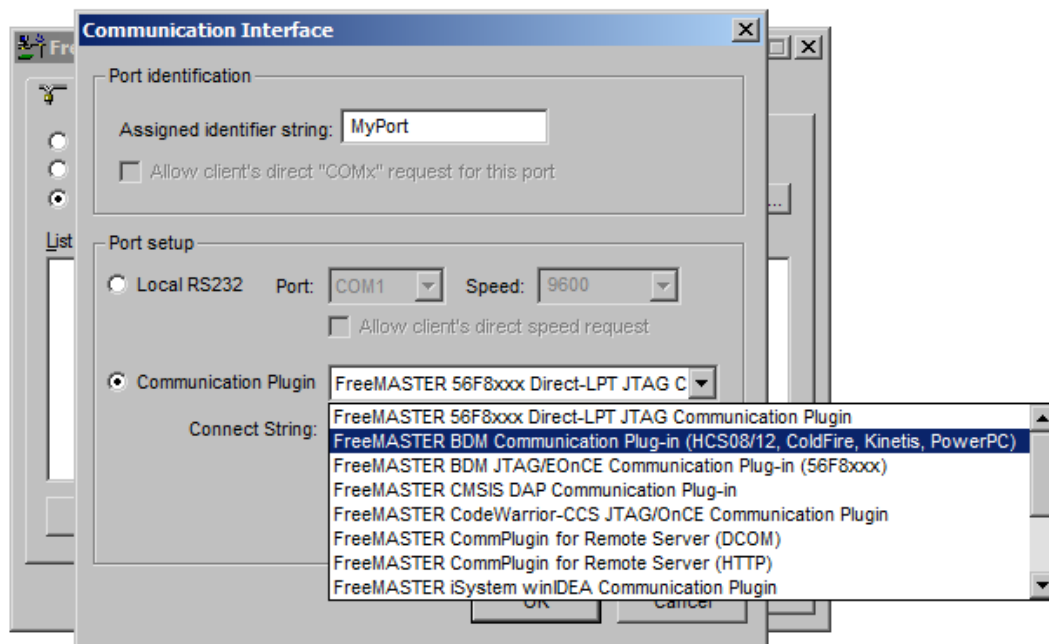 Communication Interface
Fre
Port identification
Assigned identifier string: MyPort
Allow client's direct "COMx" request for this port
...
List
Port setup
Local RS232 Port: COM1 Speed: 9600
Allow client's direct speed request
Communication Plugin FreeMASTER 56F8xxx Direct-LPT JTAG C
Connect String:
FreeMASTER 56F8xxx Direct-LPT JTAG Communication Plugin
FreeMASTER BDM Communication Plug-in (HCS08/12, ColdFire, Kinetis, PowerPC)
FreeMASTER BDM JTAG/EOnCE Communication Plug-in (56F8xxx)
FreeMASTER CMSIS DAP Communication Plug-in
FreeMASTER CodeWarrior-CCS JTAG/OnCE Communication Plugin
FreeMASTER CommPlugin for Remote Server (DCOM)
FreeMASTER CommPlugin for Remote Server (HTTP)
FreeMASTER iSystem winIDEA Communication Plugin
OK Cancel